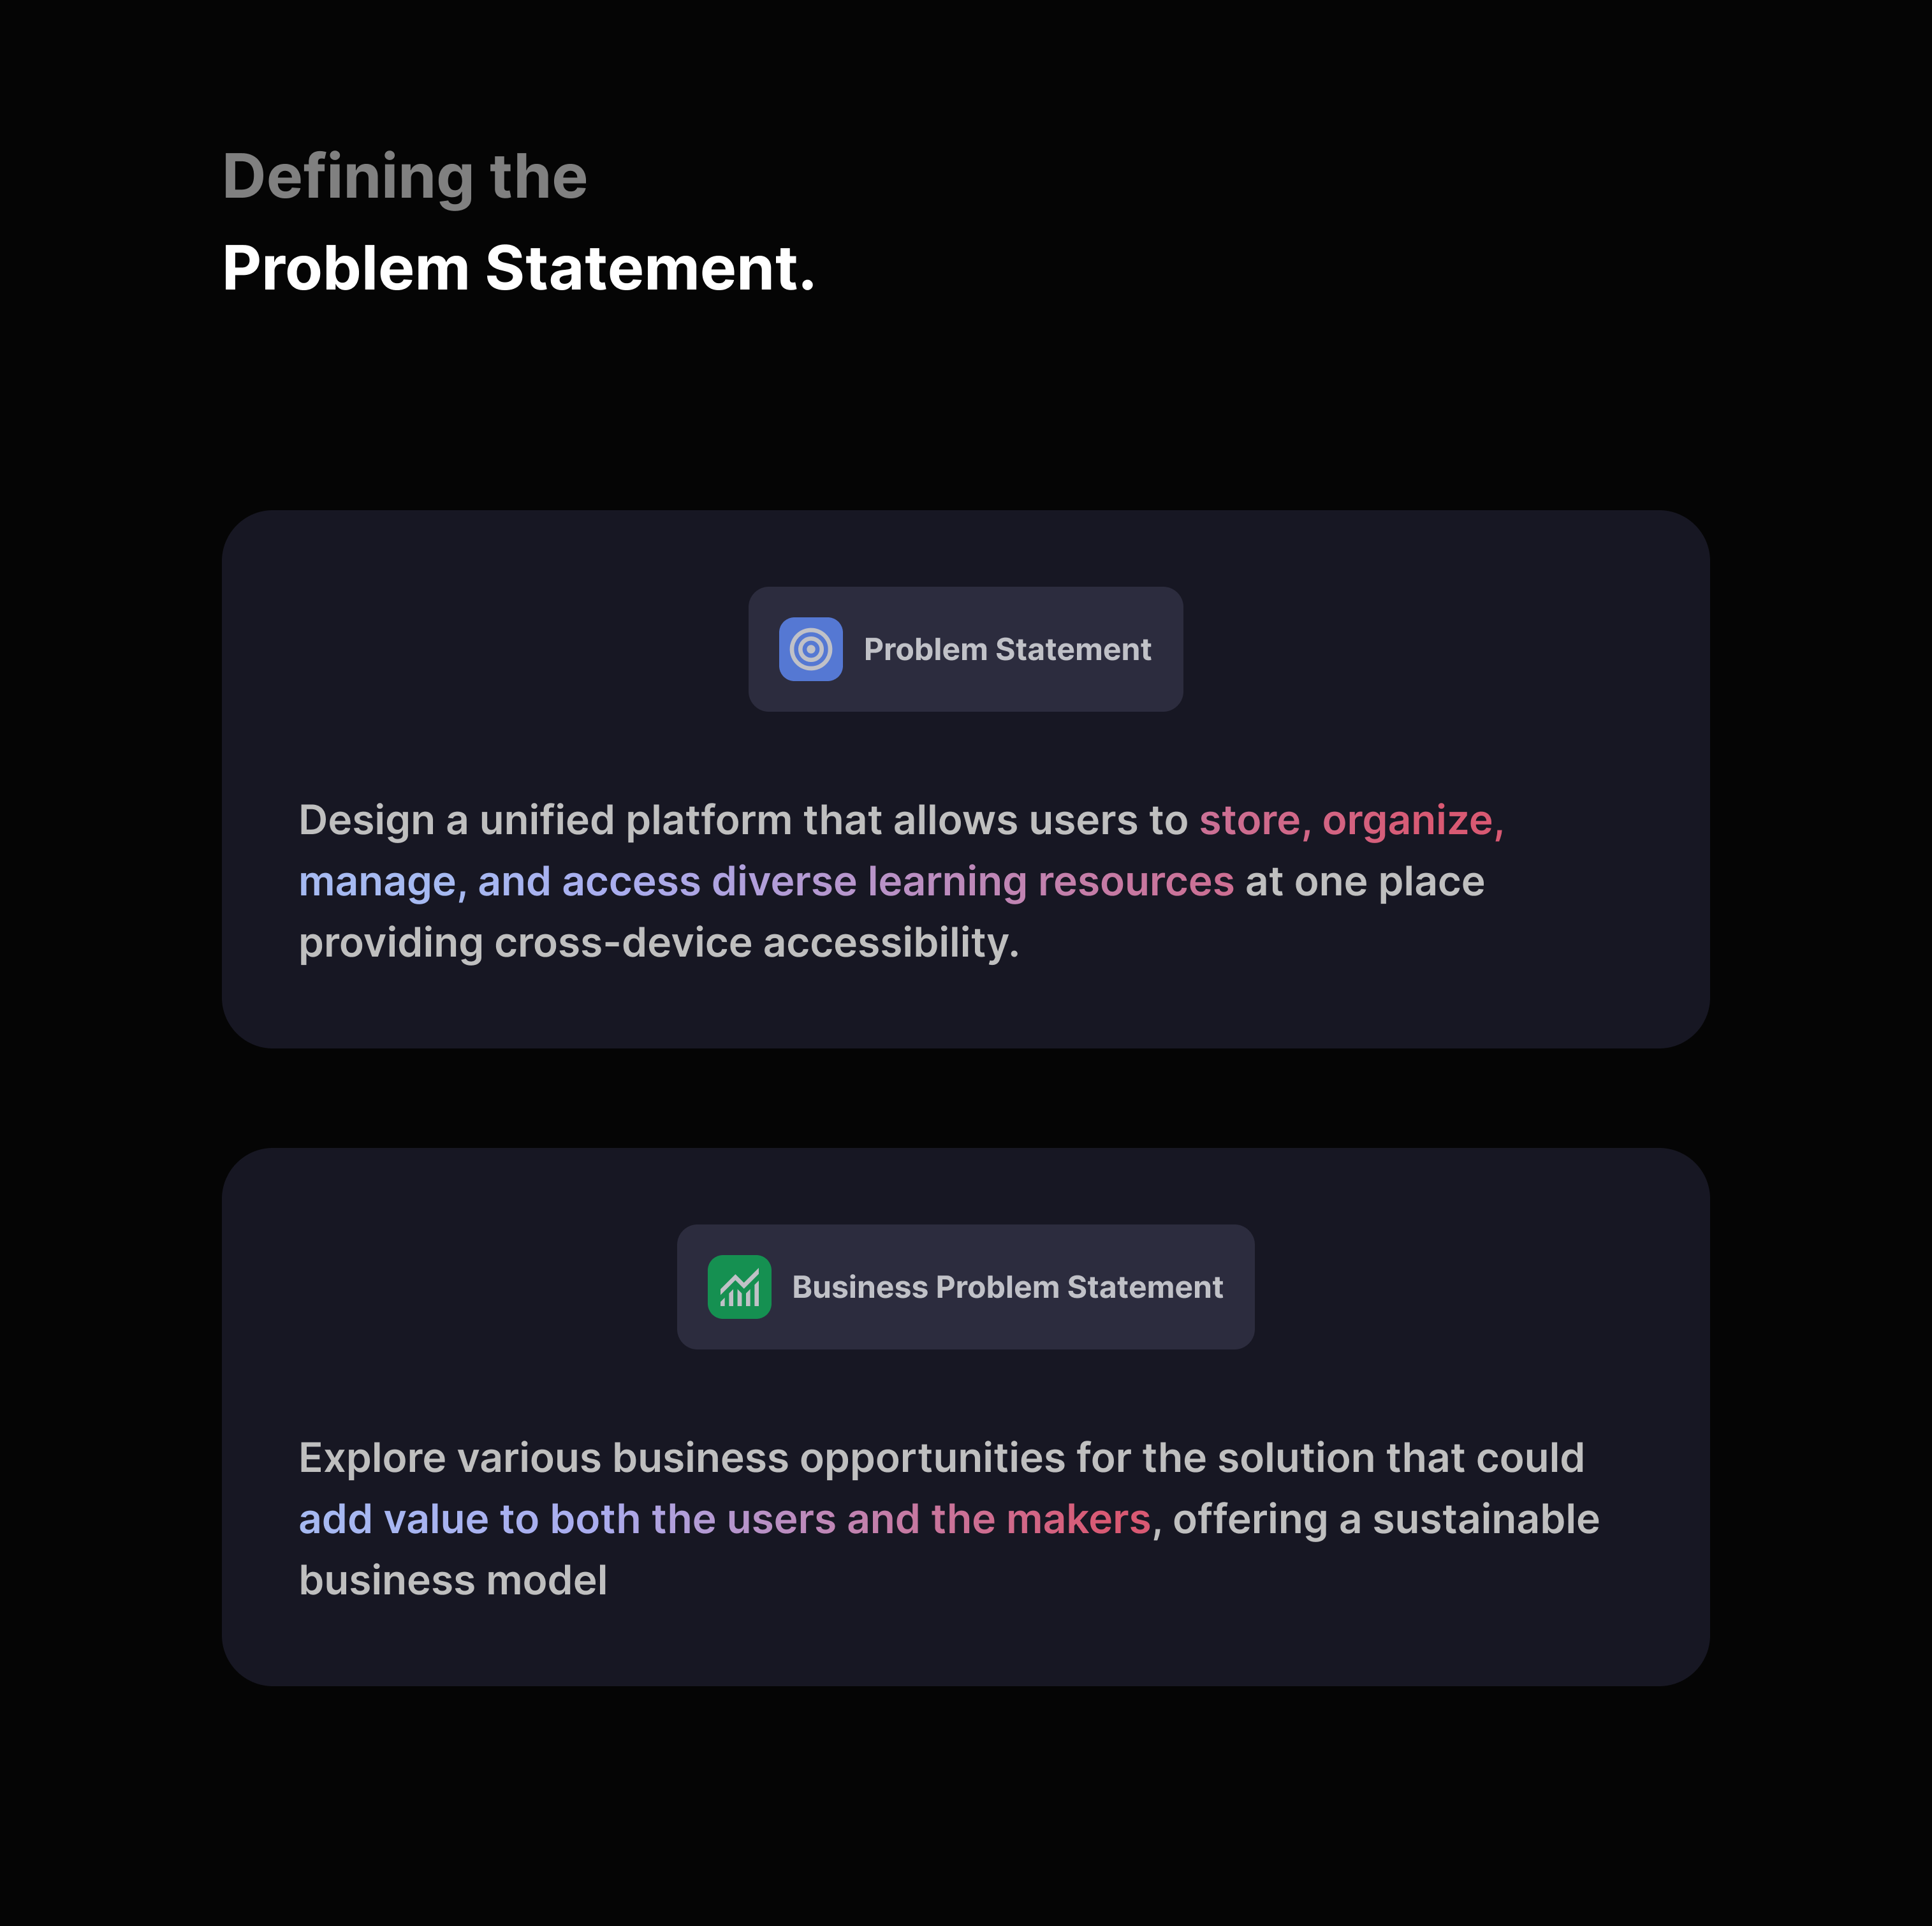 Defining the
Problem Statement.
Problem Statement
Design a unified platform that allows users to store, organize,
manage, and access diverse learning resources at one place
providing cross-device accessibility.
Business Problem Statement
Explore various business opportunities for the solution that could
add value to both the users and the makers, offering a sustainable
business model